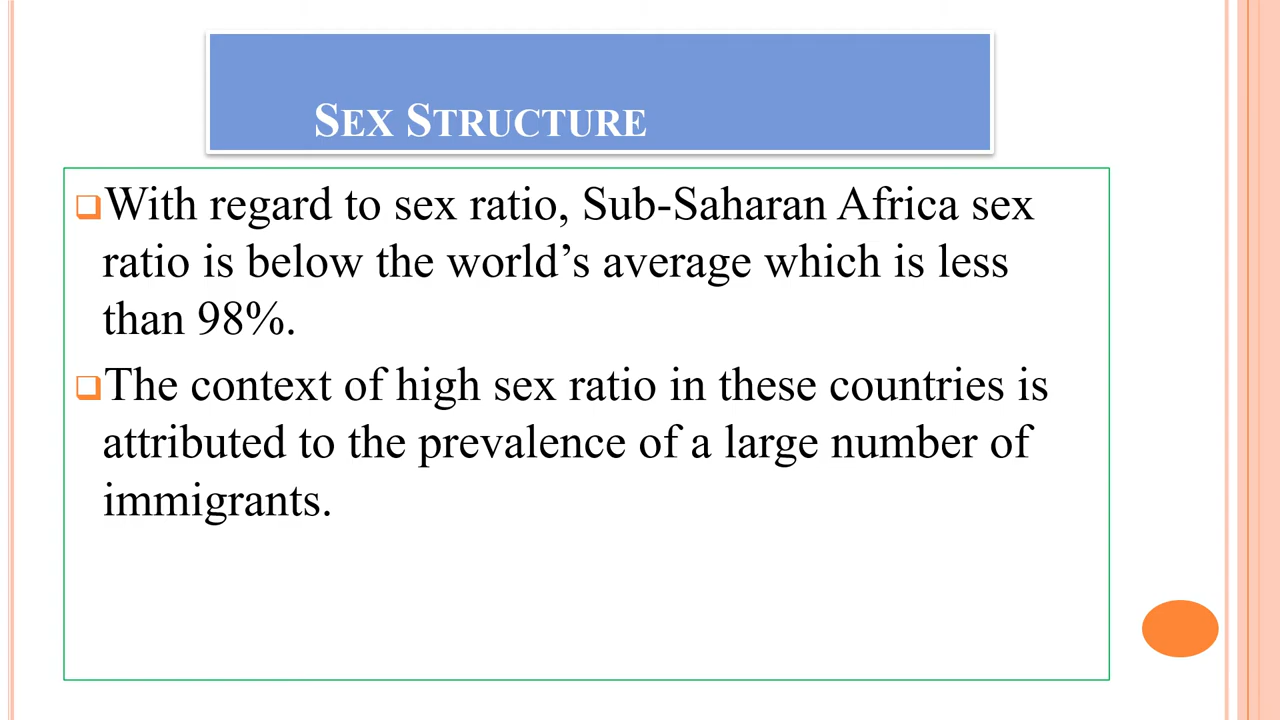 SEX STRUCTURE
With regard to sex ratio, Sub-Saharan Africa sex
ratio is below the world’s average which is less
than 98%.
The context of high sex ratio in these countries is
attributed to the prevalence of a large number of
immigrants.